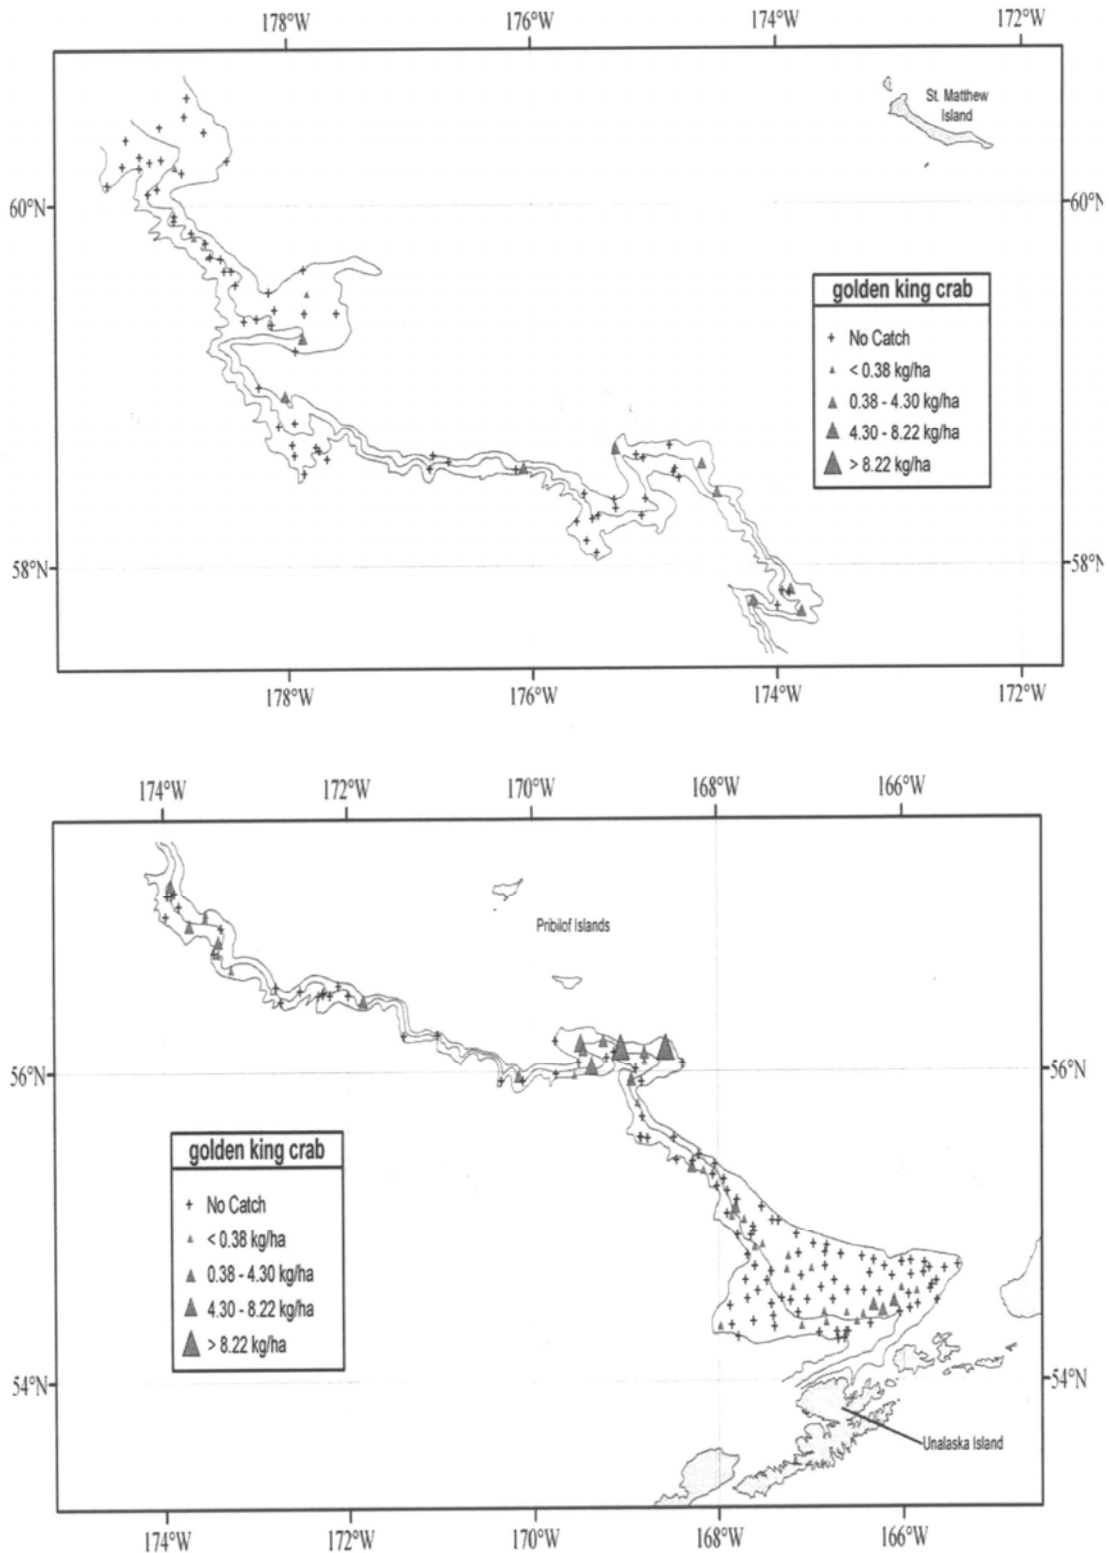 178°W 176°W 174°W 172°W
St. Matthew
Island
60°N 60°N
golden king crab
+ No Catch
< 0.38 kg/ha
0.38 - 4.30 kg/ha
4.30 - 8.22 kg/ha
> 8.22 kg/ha
58°N 58°N
178°W 176°W 174°W 172°W
174°W 172°W 170°W 168°W 166°W
Pribilof Islands
56°N 56°N
golden king crab
+ No Catch
< 0.38 kg/ha
0.38 - 4.30 kg/ha
4.30 - 8.22 kg/ha
> 8.22 kg/ha
54°N 54°N
Unalaska Island
174°W 172°W 170°W 168°W 166°W